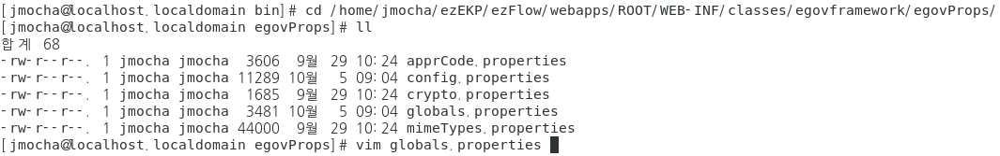 [jmocha@localhost.localdomain bin]# cd /home/jmocha/ezEKP/ezFlow/webapps/ROOT/WEB-INF/classes/egovframework/egovProps/
[jmocha@localhost.localdomain egovProps]# ll
합계 68
-rw-r--r--. 1 jmocha jmocha  3606  9월  29 10:24 apprCode.properties
-rw-r--r--. 1 jmocha jmocha 11289 10월   5 09:04 config.properties
-rw-r--r--. 1 jmocha jmocha  1685  9월  29 10:24 crypto.properties
-rw-r--r--. 1 jmocha jmocha  3481 10월   5 09:04 globals.properties
-rw-r--r--. 1 jmocha jmocha 44000  9월  29 10:24 mimeTypes.properties
[jmocha@localhost.localdomain egovProps]# vim globals.properties